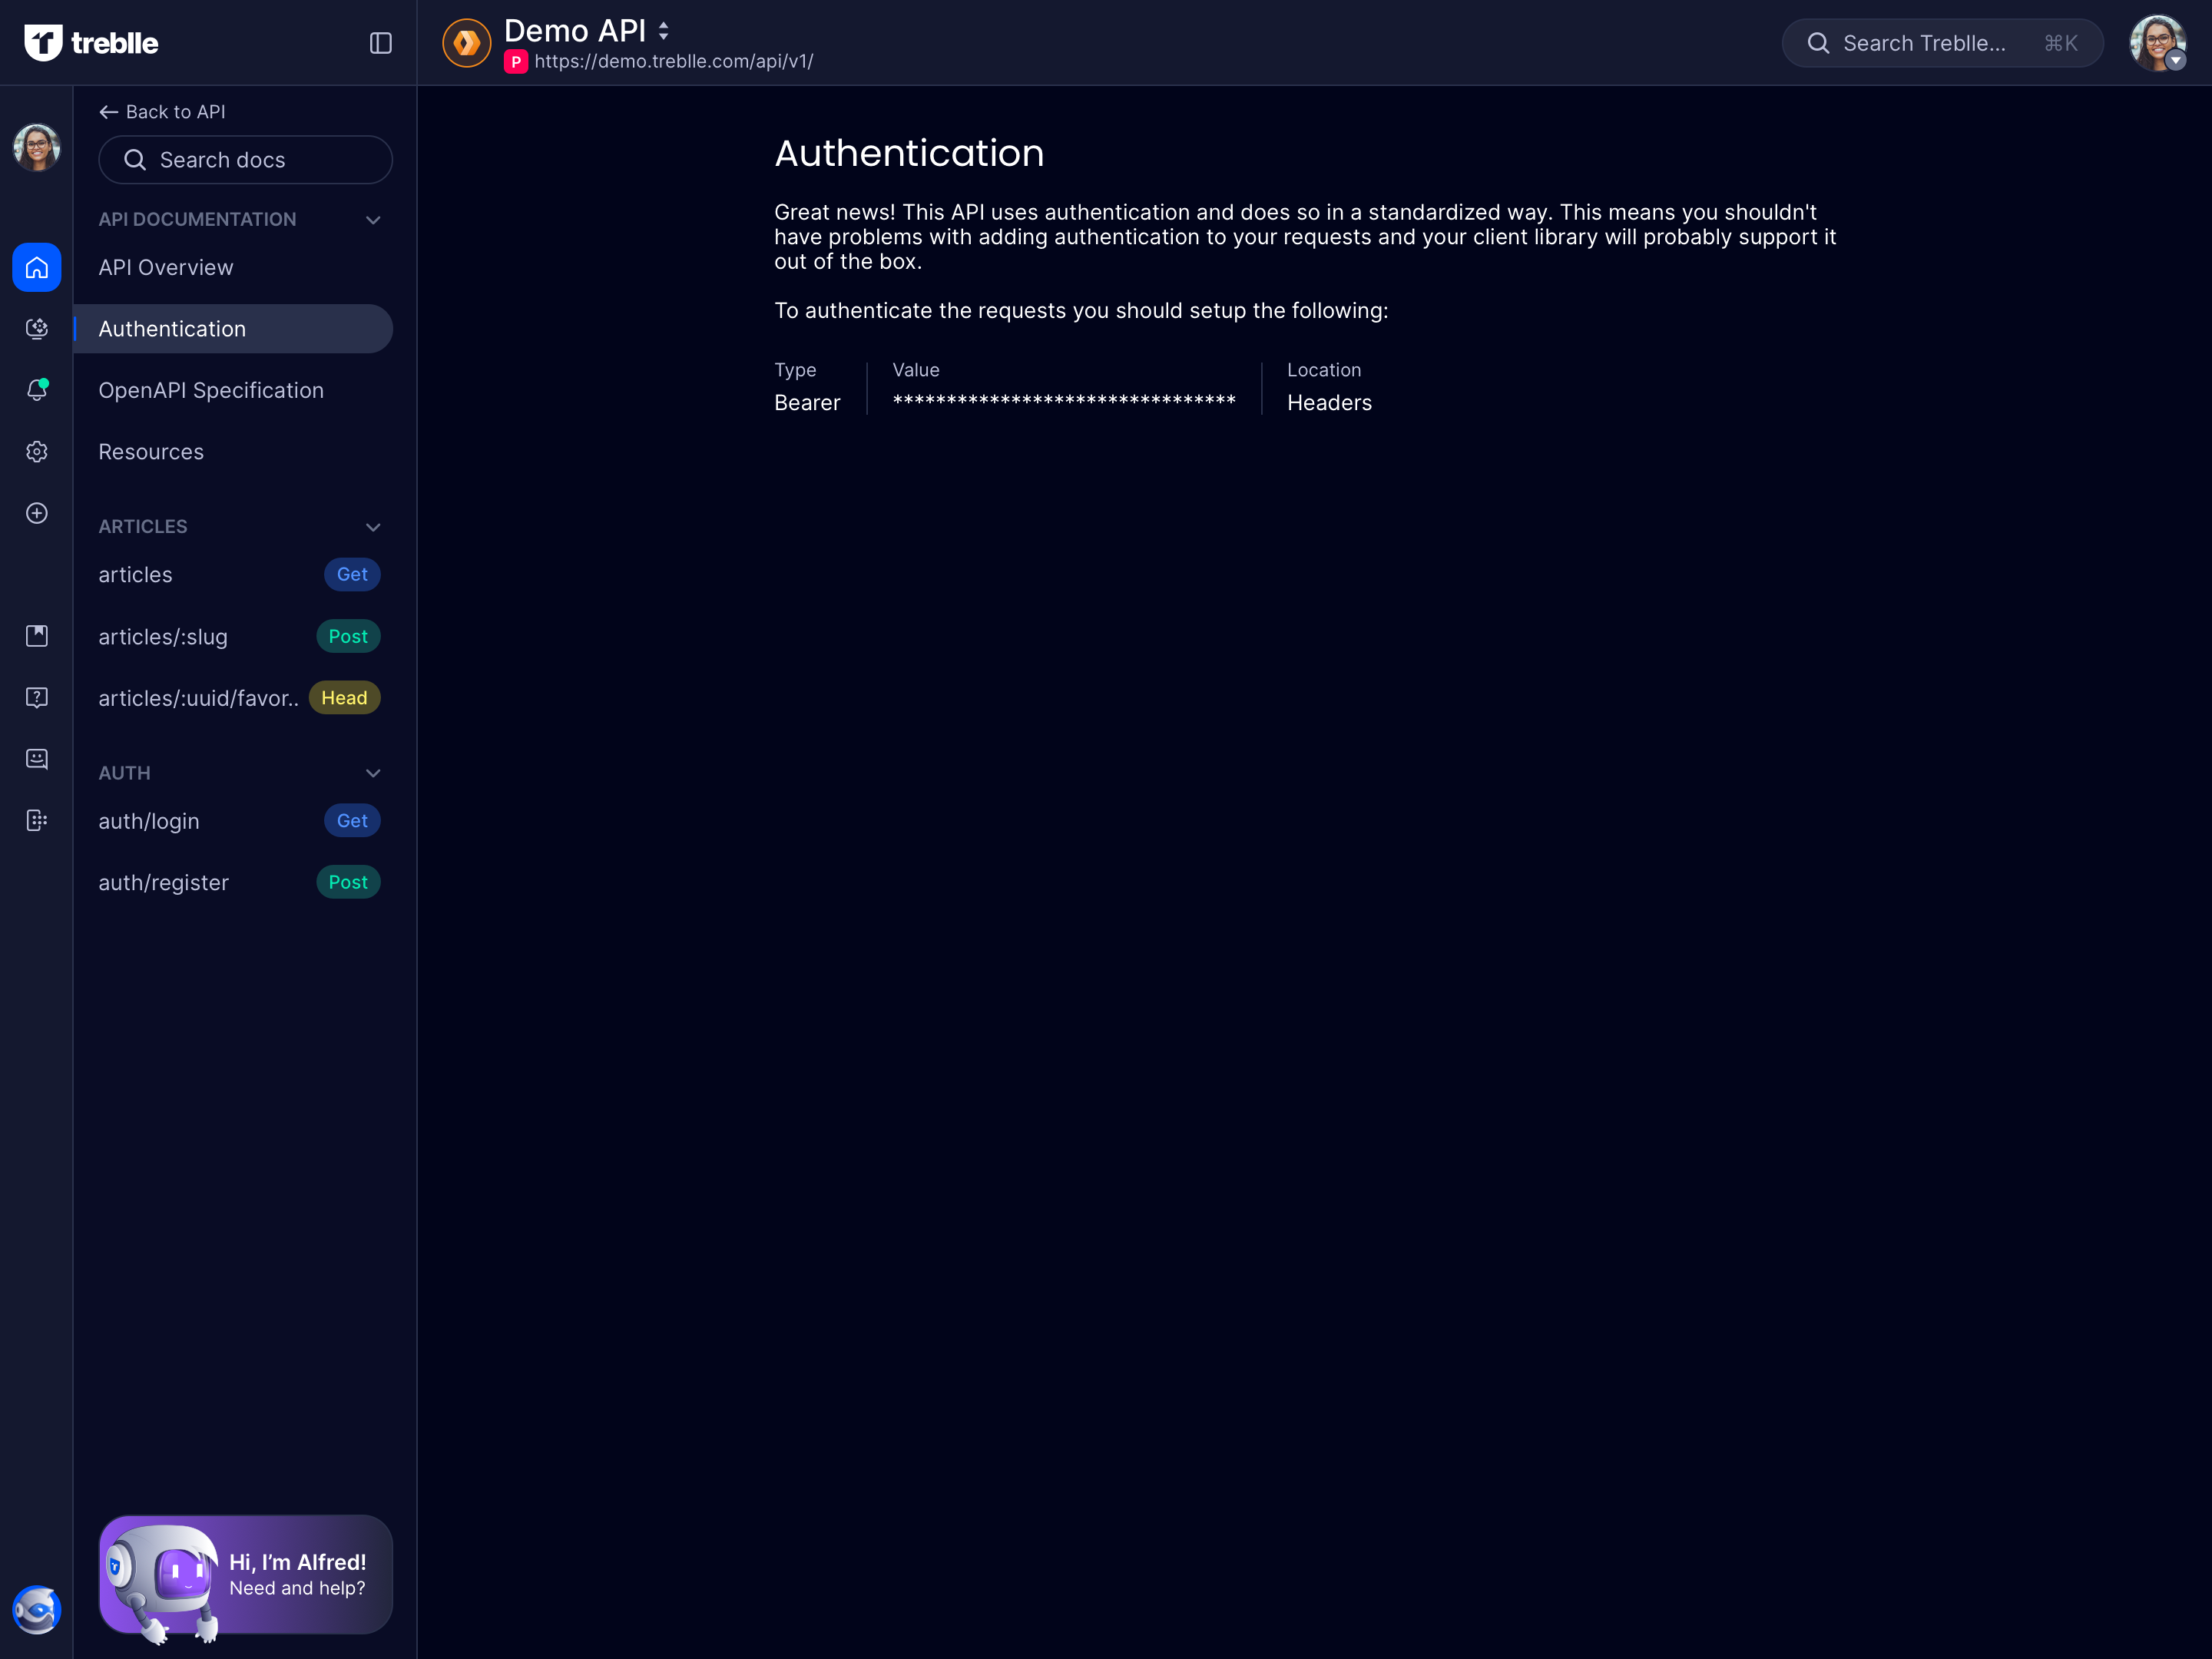 treblle
Demo API
P https://demo.treblle.com/api/v1/
Search Treblle... ⌘K
Back to API
Search docs
API DOCUMENTATION
API Overview
Authentication
OpenAPI Specification
Resources
ARTICLES
articles Get
articles/:slug Post
articles/:uuid/favor.. Head
AUTH
auth/login Get
auth/register Post
Hi, I’m Alfred!
Need and help?
Authentication
Great news! This API uses authentication and does so in a standardized way. This means you shouldn't
have problems with adding authentication to your requests and your client library will probably support it
out of the box.
To authenticate the requests you should setup the following:
Type Value Location
Bearer ******************************** Headers